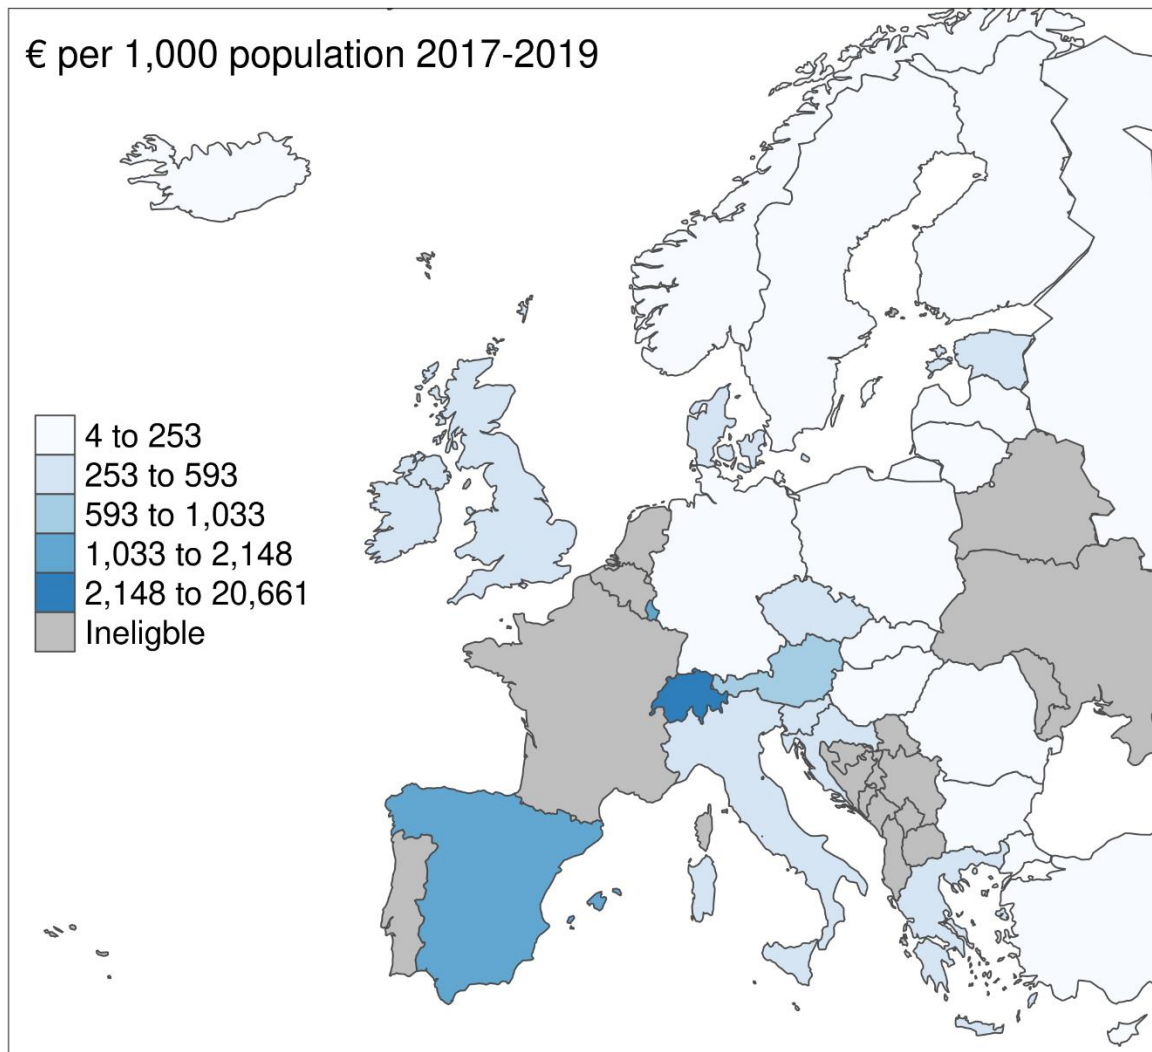 € per 1,000 population 2017-2019
4 to 253
253 to 593
593 to 1,033
1,033 to 2,148
2,148 to 20,661
Ineligble